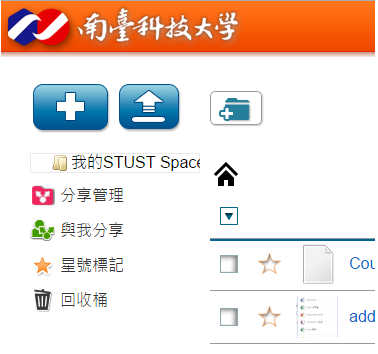 南臺科技大學
我的STUST Space
分享管理
與我分享
星號標記
回收桶
Cou
add